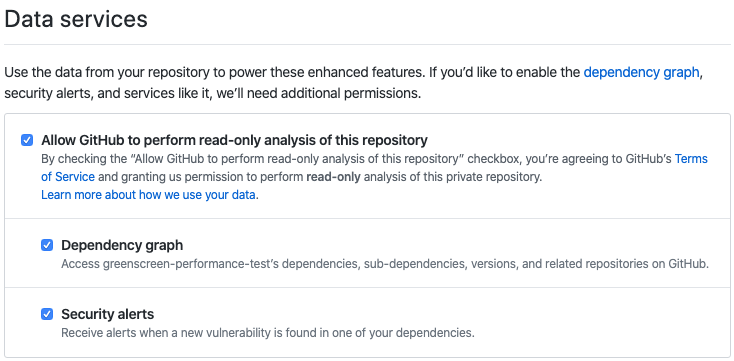 Data services
Use the data from your repository to power these enhanced features. If you’d like to enable the dependency graph,
security alerts, and services like it, we’ll need additional permissions.
Allow GitHub to perform read-only analysis of this repository
By checking the “Allow GitHub to perform read-only analysis of this repository” checkbox, you’re agreeing to GitHub’s Terms
of Service and granting us permission to perform read-only analysis of this private repository.
Learn more about how we use your data.
Dependency graph
Access greenscreen-performance-test’s dependencies, sub-dependencies, versions, and related repositories on GitHub.
Security alerts
Receive alerts when a new vulnerability is found in one of your dependencies.